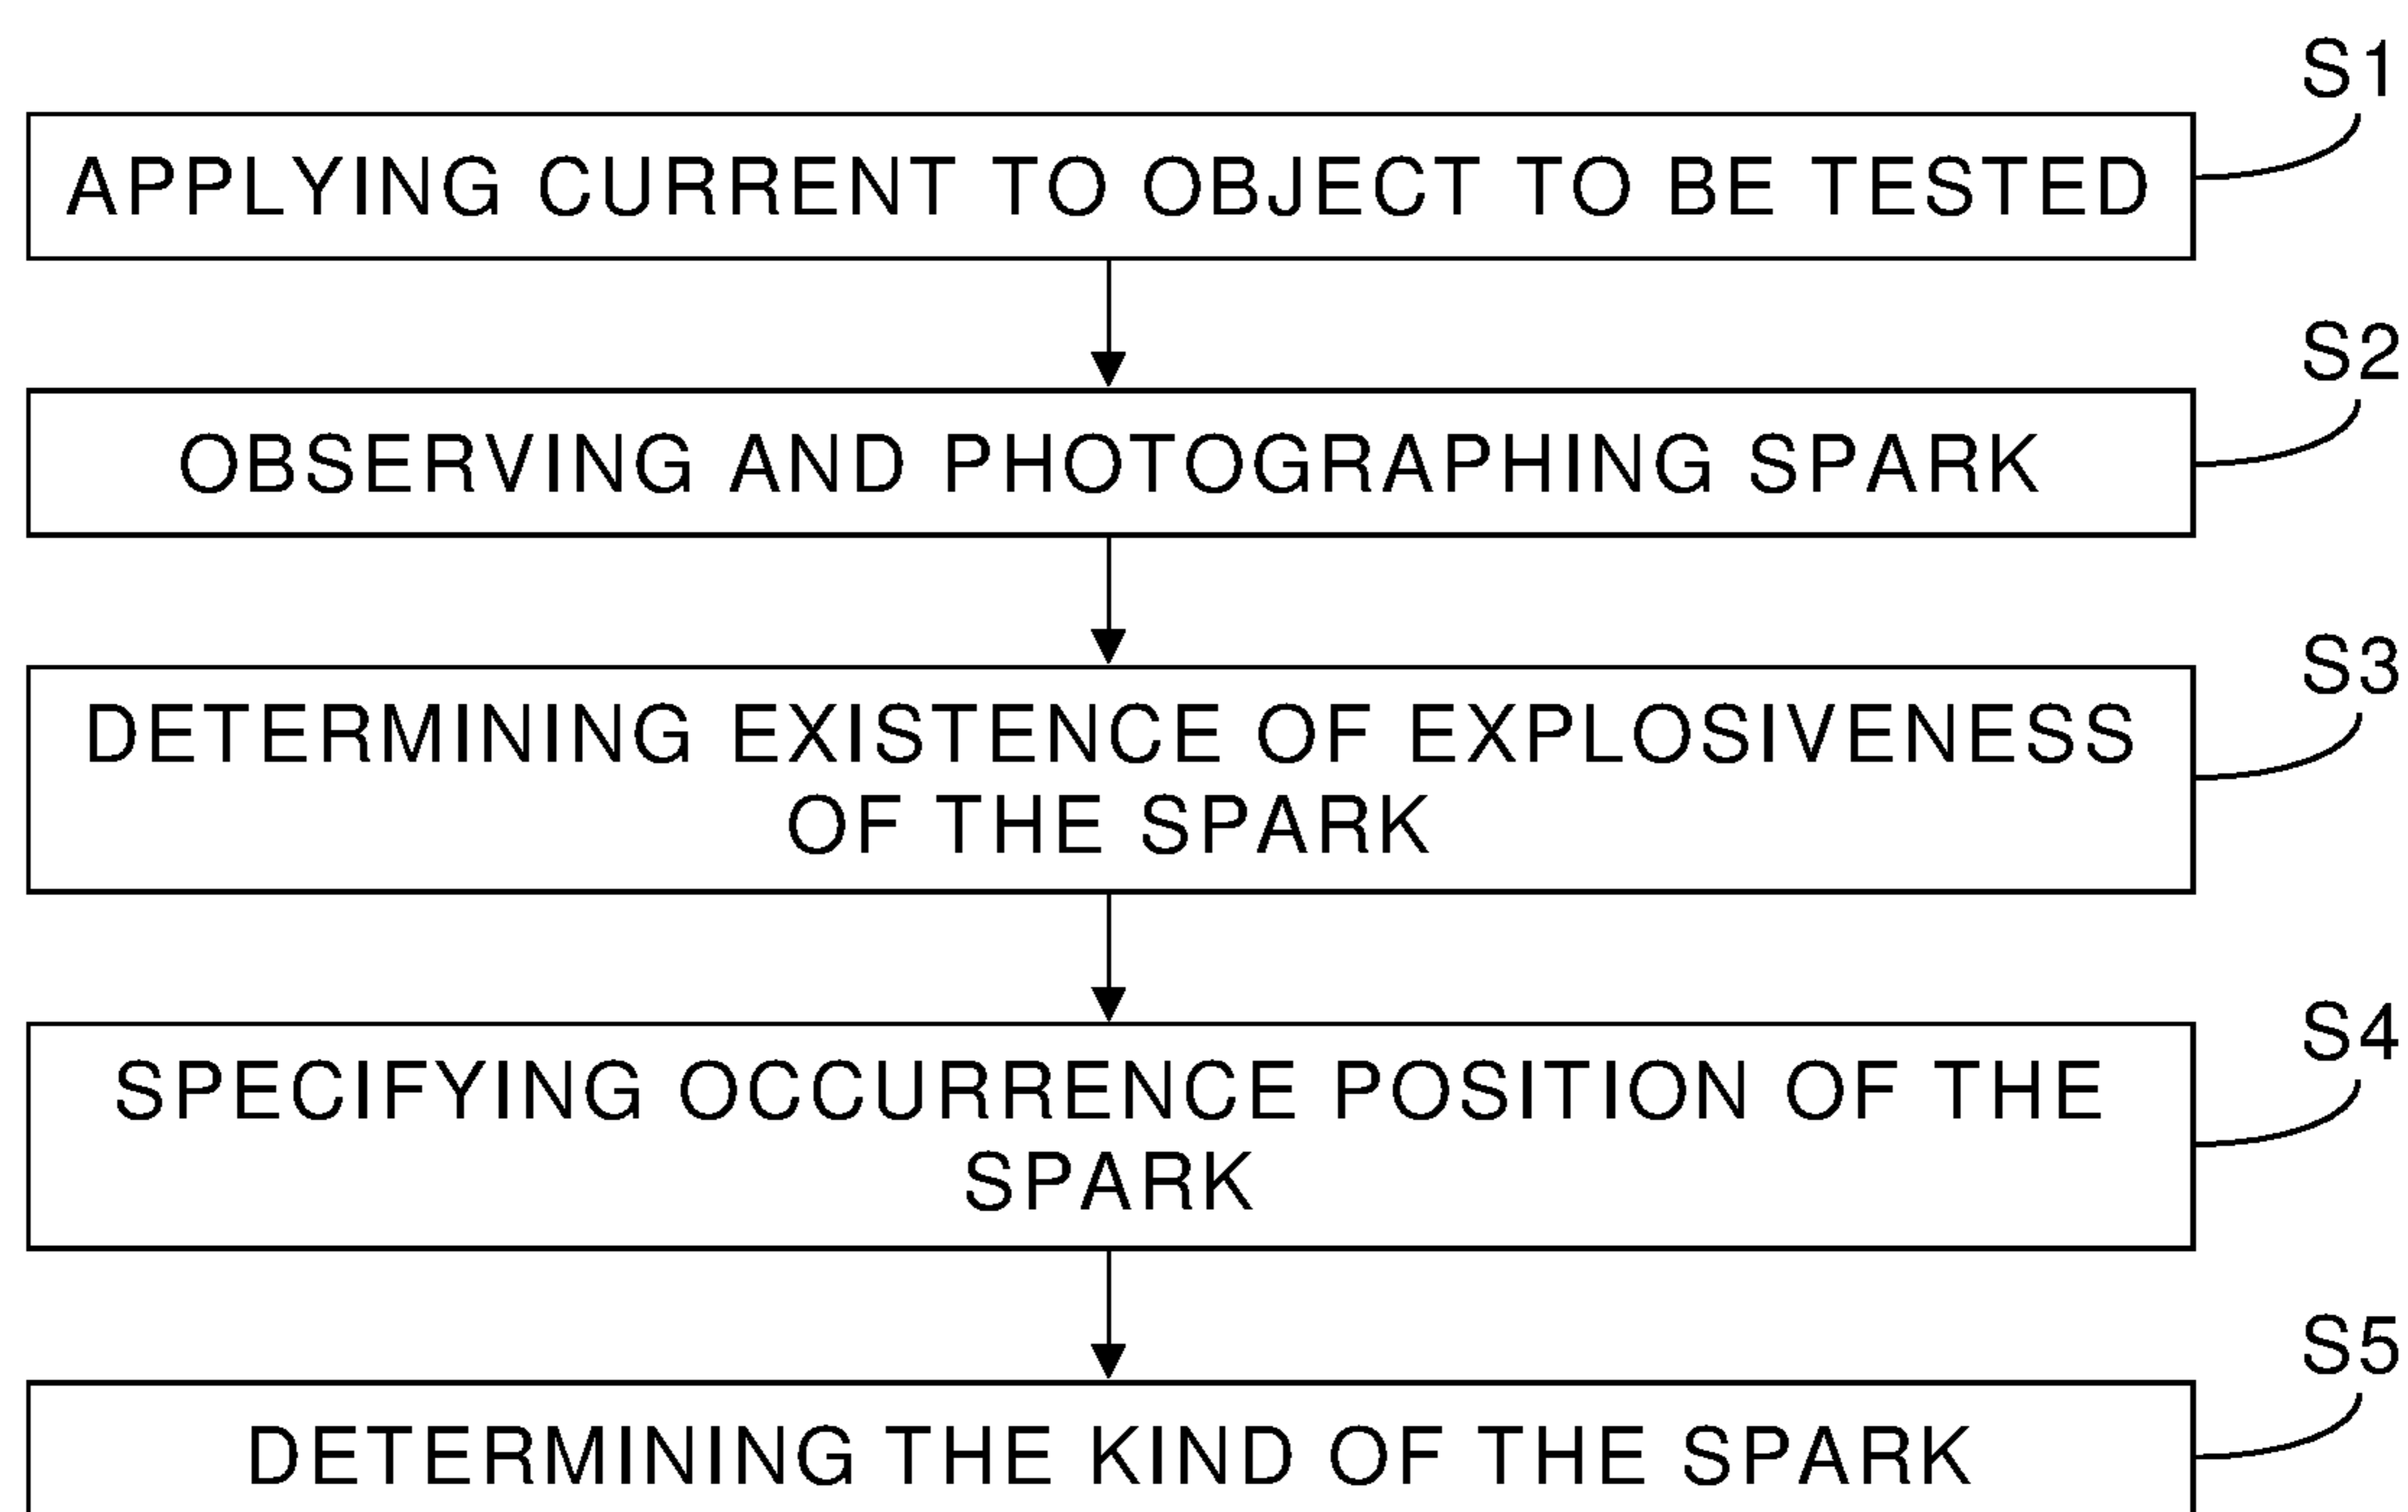 S1
APPLYING CURRENT TO OBJECT TO BE TESTED
S2
OBSERVING AND PHOTOGRAPHING SPARK
S3
DETERMINING EXISTENCE OF EXPLOSIVENESS
OF THE SPARK
S4
SPECIFYING OCCURRENCE POSITION OF THE
SPARK
S5
DETERMINING THE KIND OF THE SPARK